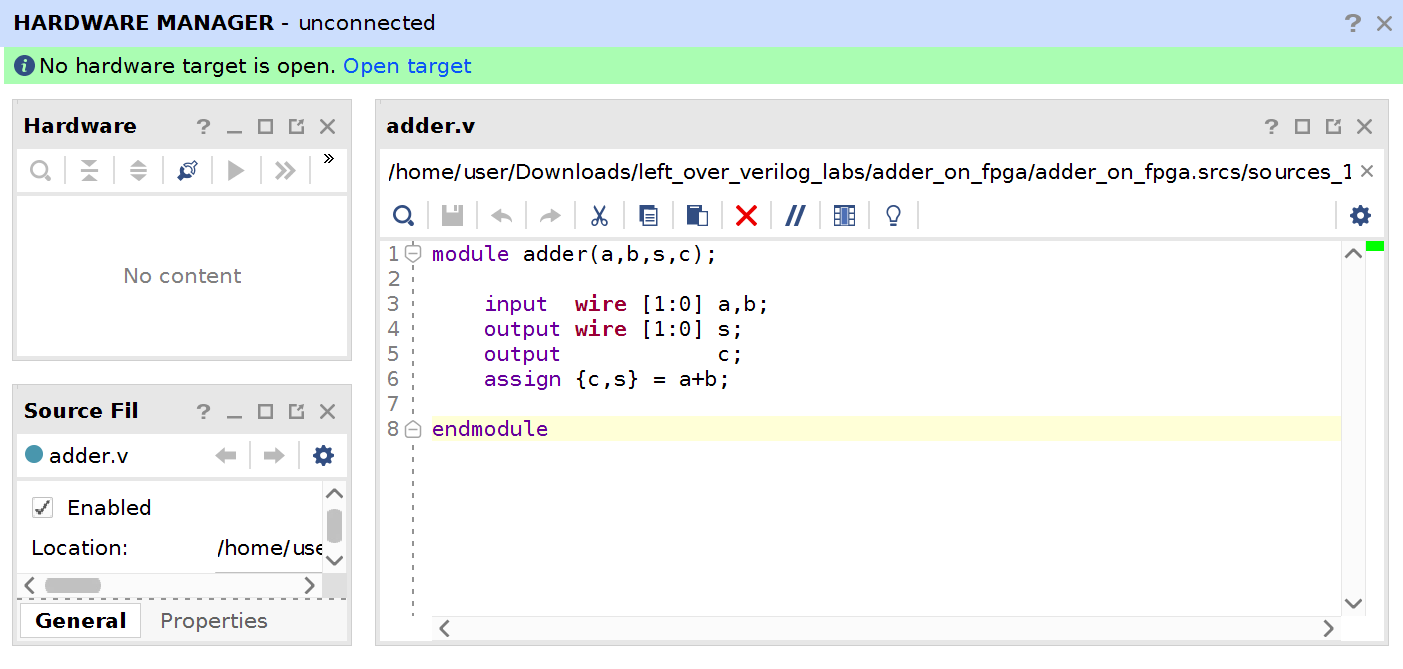 HARDWARE MANAGER - unconnected
No hardware target is open. Open target
Hardware
No content
Source Fil
adder.v
Enabled
Location: /home/use
General Properties
adder.v
/home/user/Downloads/left_over_verilog_labs/adder_on_fpga/adder_on_fpga.srcs/sources_1
1 module adder(a,b,s,c);
2
3 input wire [1:0] a,b;
4 output wire [1:0] s;
5 output c;
6 assign {c,s} = a+b;
7
8 endmodule